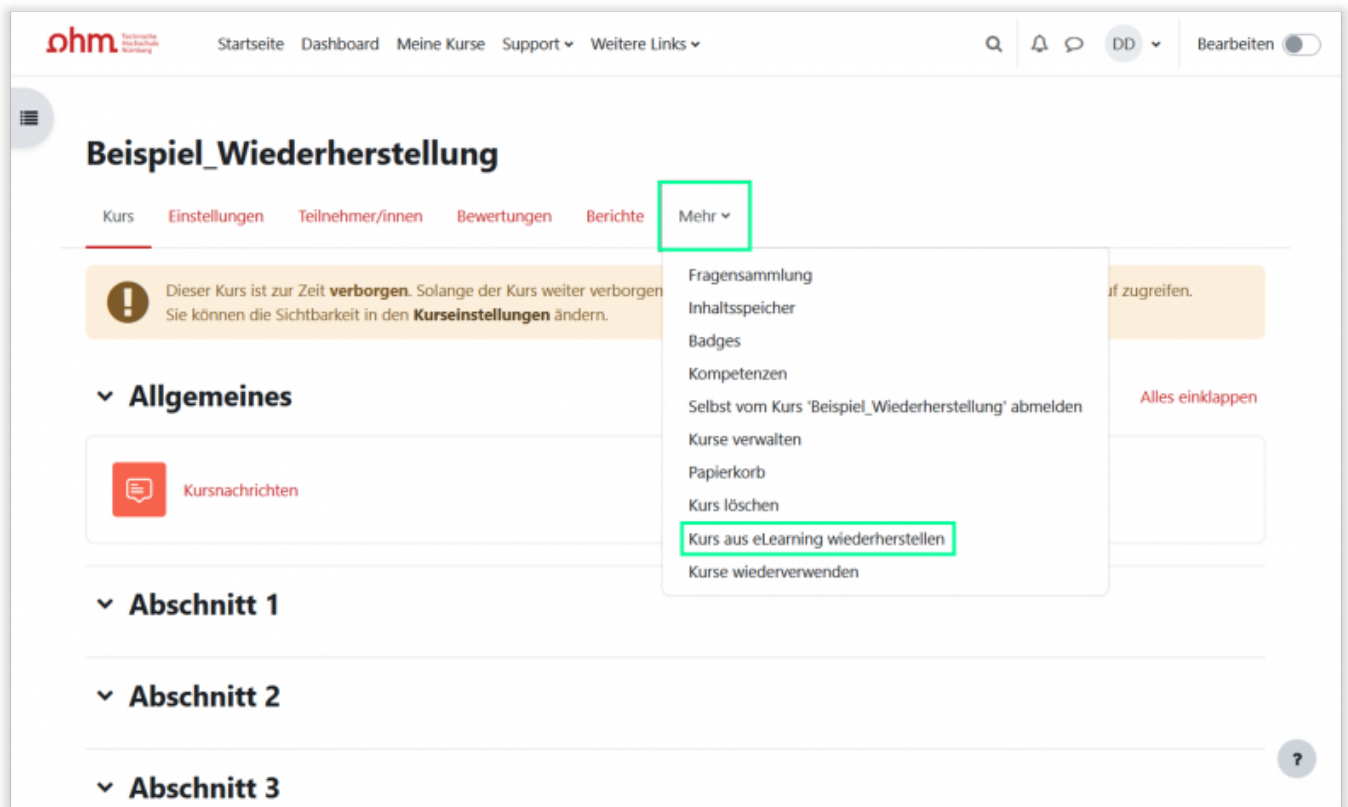 ohm Technische Hochschule Nürnberg
Startseite Dashboard Meine Kurse Support Weitere Links DD Bearbeiten
Beispiel_Wiederherstellung
Kurs Einstellungen Teilnehmer/innen Bewertungen Berichte Mehr
Dieser Kurs ist zur Zeit verborgen. Solange der Kurs weiter verborgen
uf zugreifen.
Sie können die Sichtbarkeit in den Kurseinstellungen ändern.
Fragensammlung
Inhaltsspeicher
Badges
Kompetenzen
Selbst vom Kurs 'Beispiel_Wiederherstellung' abmelden
Kurse verwalten
Papierkorb
Kurs löschen
Kurs aus eLearning wiederherstellen
Kurse wiederverwenden
Allgemeines
Alles einklappen
Kursnachrichten
Abschnitt 1
Abschnitt 2
Abschnitt 3
?